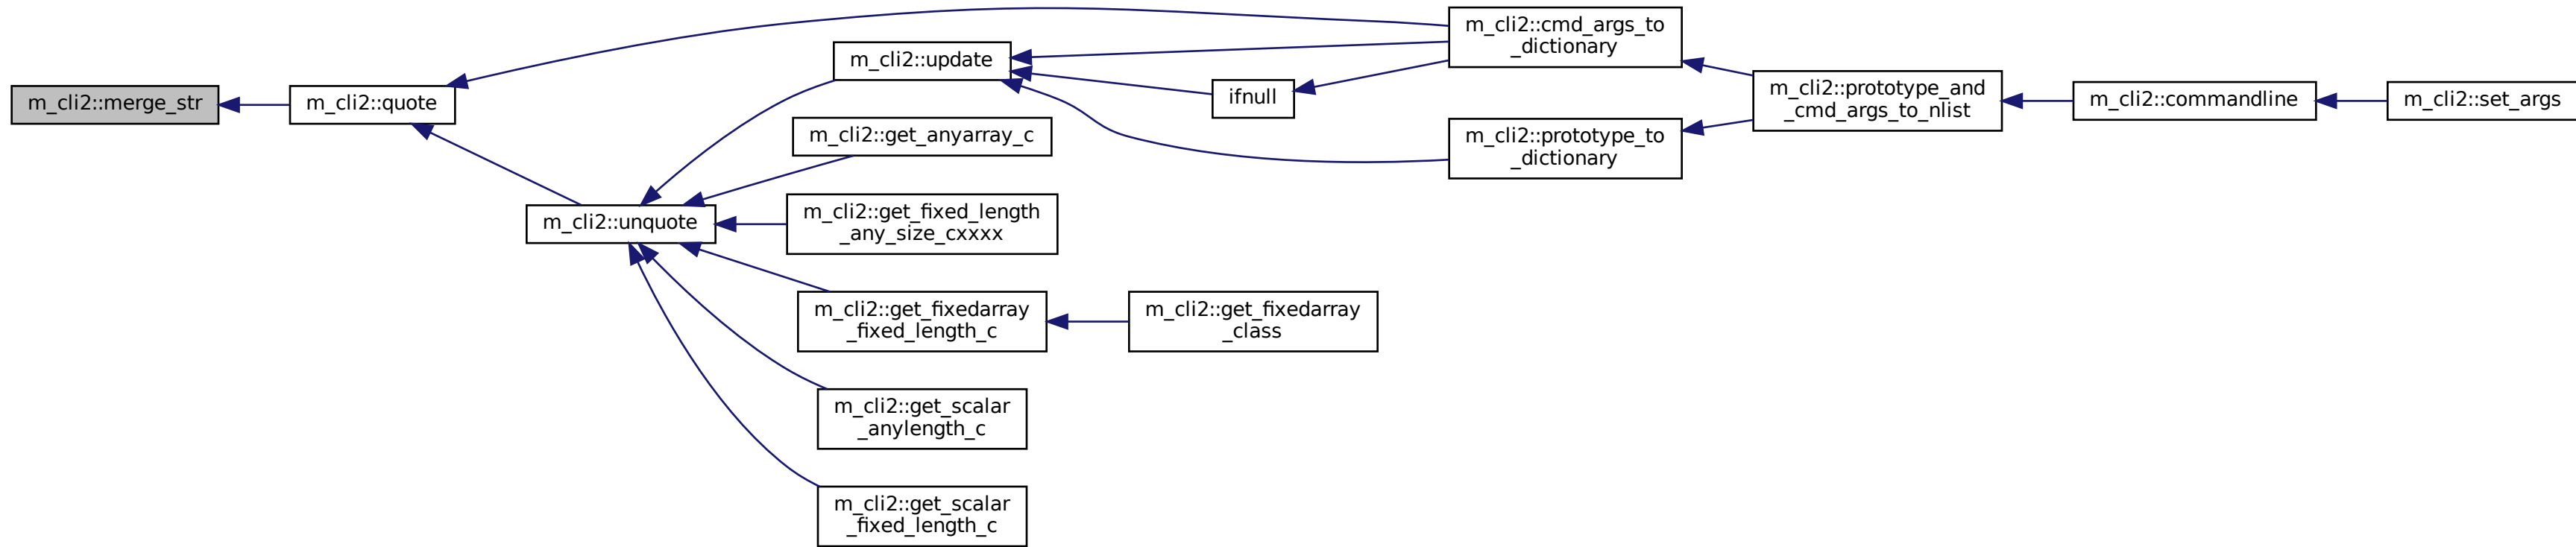 m_cli2::merge_str
m_cli2::quote
m_cli2::unquote
m_cli2::update
m_cli2::get_anyarray_c
m_cli2::get_fixed_length
_any_size_cxxxx
m_cli2::get_fixedarray
_fixed_length_c
m_cli2::get_scalar
_anylength_c
m_cli2::get_scalar
_fixed_length_c
ifnull
m_cli2::get_fixedarray
_class
m_cli2::cmd_args_to
_dictionary
m_cli2::prototype_to
_dictionary
m_cli2::prototype_and
_cmd_args_to_nlist
m_cli2::commandline
m_cli2::set_args